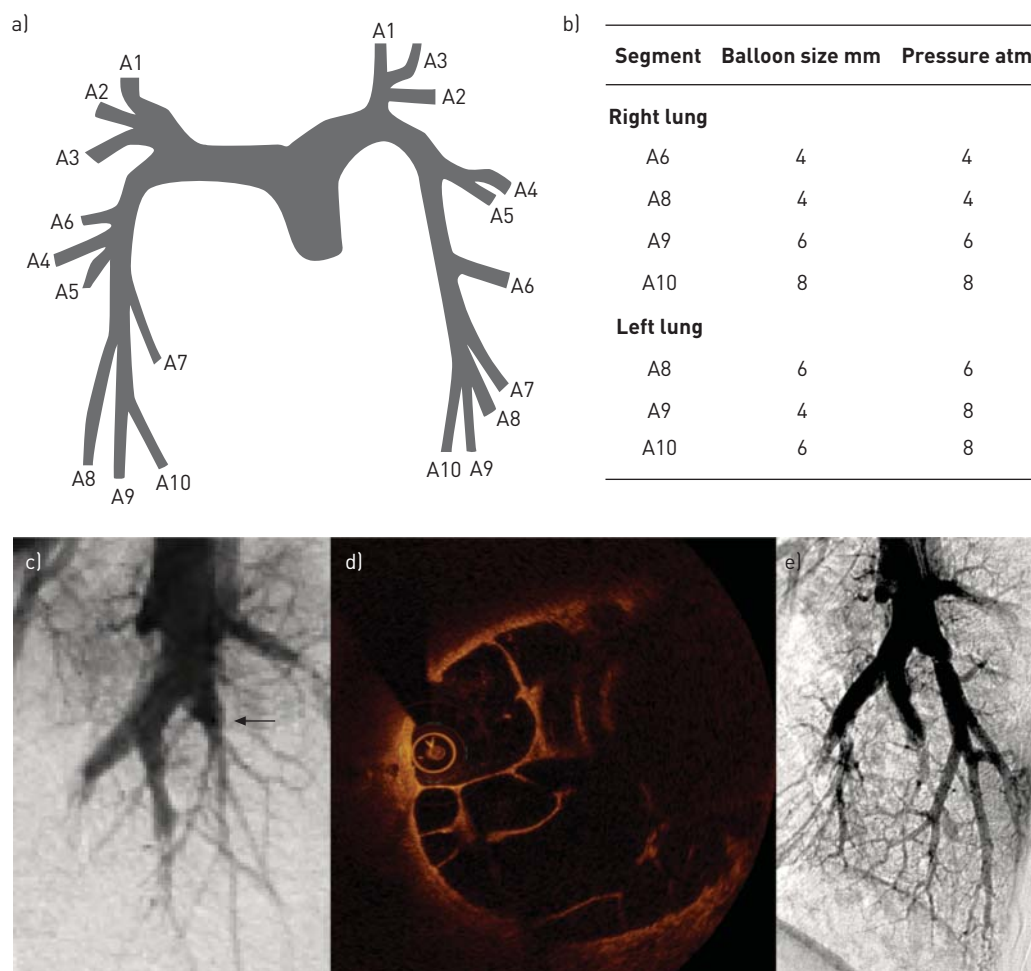 a)
A1
A2
A3
A6
A4
A5
A7
A8
A9
A10
A1
A3
A2
A4
A5
A6
A7
A8
A9
A10
b)
Segment Balloon size mm Pressure atm
Right lung
A6 4 4
A8 4 4
A9 6 6
A10 8 8
Left lung
A8 6 6
A9 4 8
A10 6 8
c)
d)
e)